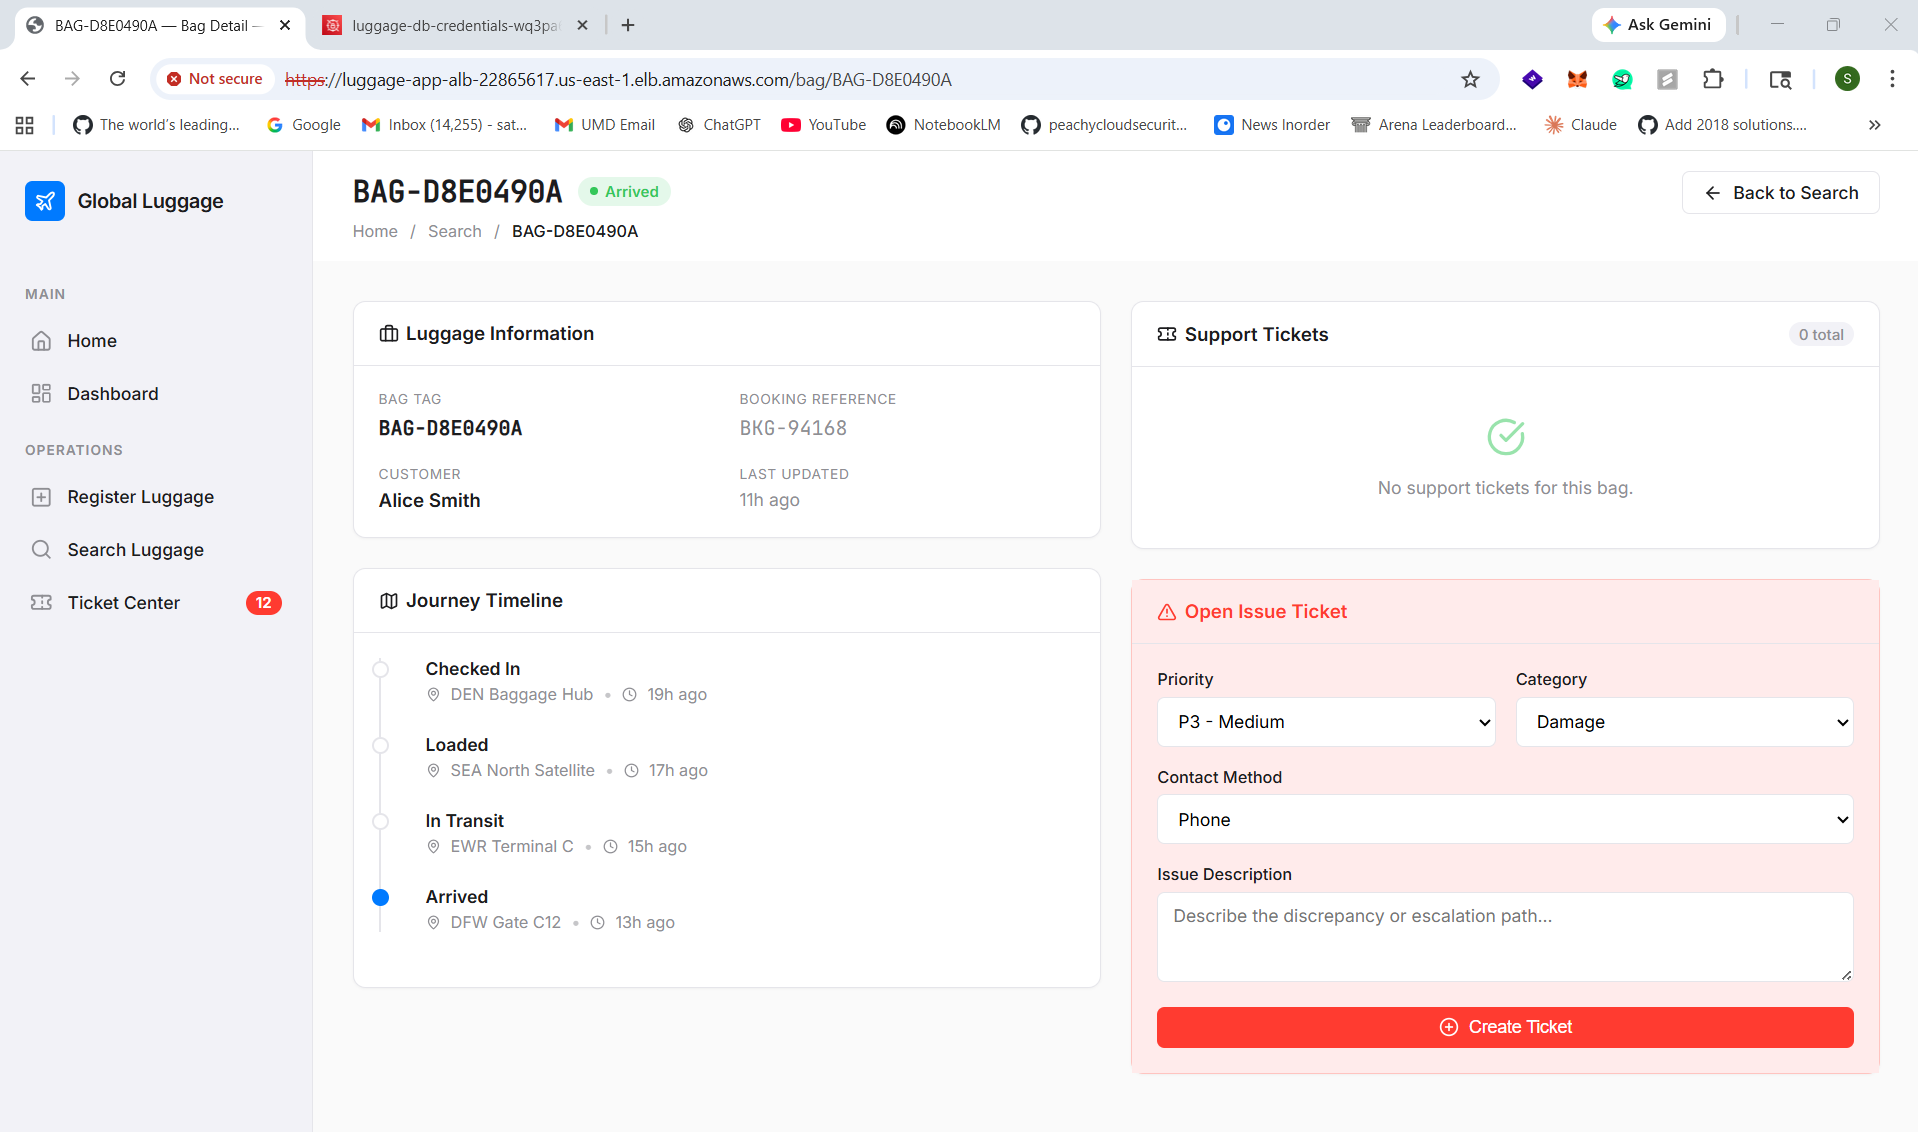 BAG-D8E0490A — Bag Detail –
luggage-db-credentials-wq3pa
Ask Gemini
Not secure
https://luggage-app-alb-22865617.us-east-1.elb.amazonaws.com/bag/BAG-D8E0490A
S
The world's leading...
Google
Inbox (14,255) - sat...
UMD Email
ChatGPT
YouTube
NotebookLM
peachycloudsecurit...
News Inorder
Arena Leaderboard...
Claude
Add 2018 solutions....
Global Luggage
MAIN
Home
Dashboard
OPERATIONS
Register Luggage
Search Luggage
Ticket Center 12
BAG-D8E0490A Arrived
Home / Search / BAG-D8E0490A
Back to Search
Luggage Information
BAG TAG
BAG-D8E0490A
BOOKING REFERENCE
BKG-94168
CUSTOMER
Alice Smith
LAST UPDATED
11h ago
Journey Timeline
Checked In
DEN Baggage Hub • 19h ago
Loaded
SEA North Satellite • 17h ago
In Transit
EWR Terminal C • 15h ago
Arrived
DFW Gate C12 • 13h ago
Support Tickets 0 total
No support tickets for this bag.
Open Issue Ticket
Priority
P3 - Medium
Category
Damage
Contact Method
Phone
Issue Description
Describe the discrepancy or escalation path...
Create Ticket